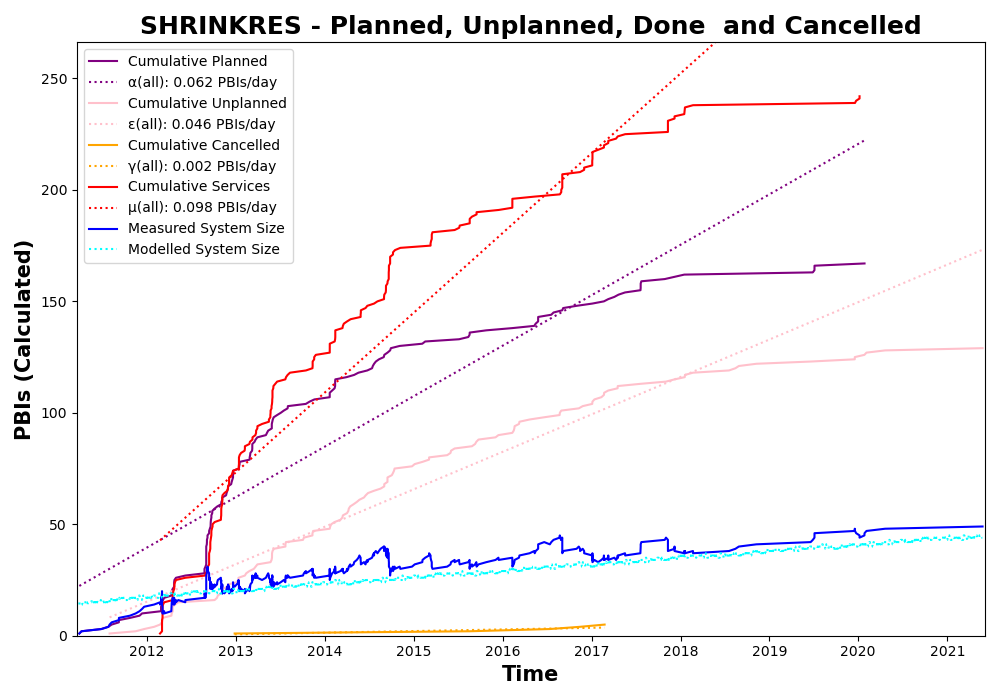 SHRINKRES - Planned, Unplanned, Done  and Cancelled
Cumulative Planned
α(all): 0.062 PBIs/day
Cumulative Unplanned
ε(all): 0.046 PBIs/day
Cumulative Cancelled
γ(all): 0.002 PBIs/day
Cumulative Services
μ(all): 0.098 PBIs/day
Measured System Size
Modelled System Size
PBIs (Calculated)
250
200
150
100
50
0
2012 2013 2014 2015 2016 2017 2018 2019 2020 2021
Time